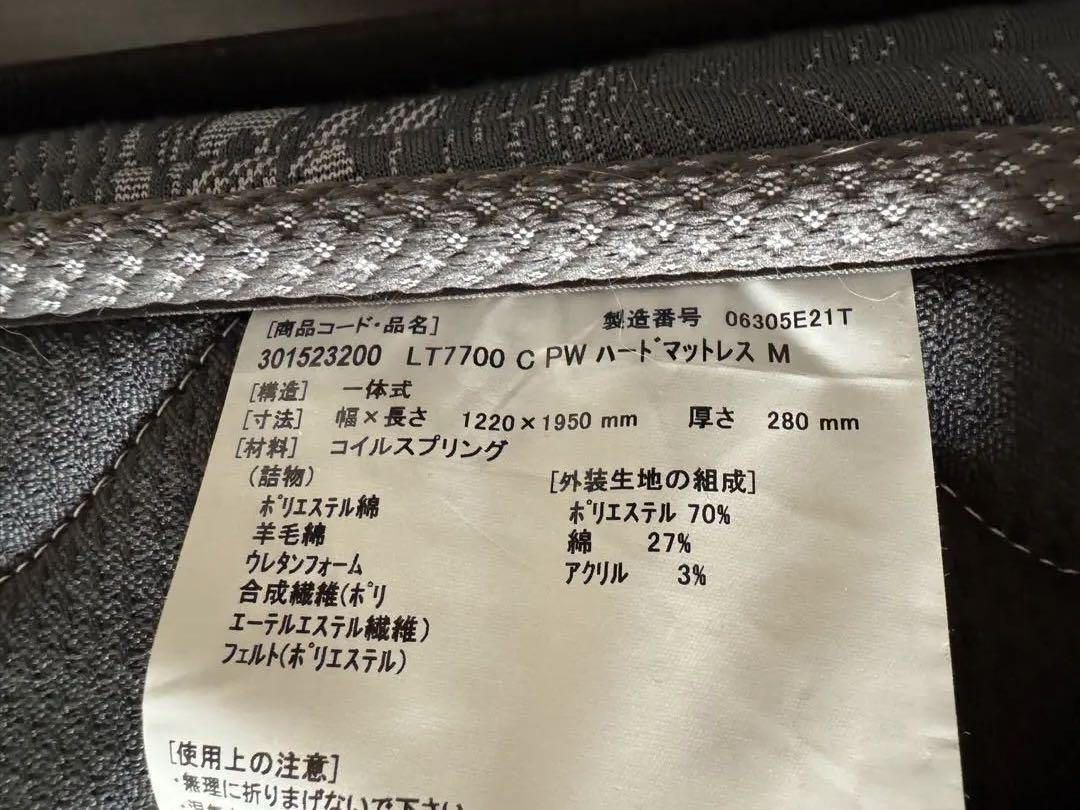 [商品コード・品名] 製造番号 06305E21T
301523200 LT7700 C PW ハードマットレス M
[構造] 一体式
[寸法] 幅×長さ 1220×1950 mm 厚さ 280 mm
[材料] コイルスプリング
(詰物)
ポリエステル綿
羊毛綿
ウレタンフォーム
合成繊維(ポリ
エーテルエステル繊維)
フェルト(ポリエステル)
[外装生地の組成]
ポリエステル 70%
綿 27%
アクリル 3%
[使用上の注意]
・無理に折りまげないで下さい